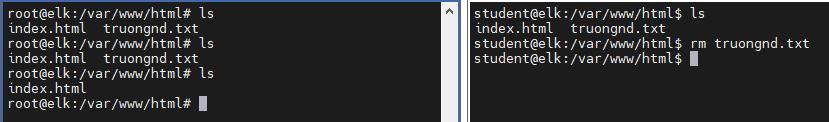 root@elk:/var/www/html# ls
index.html  truongnd.txt
root@elk:/var/www/html# ls
index.html  truongnd.txt
root@elk:/var/www/html# ls
index.html
root@elk:/var/www/html#
student@elk:/var/www/html$ ls
index.html  truongnd.txt
student@elk:/var/www/html$ rm truongnd.txt
student@elk:/var/www/html$